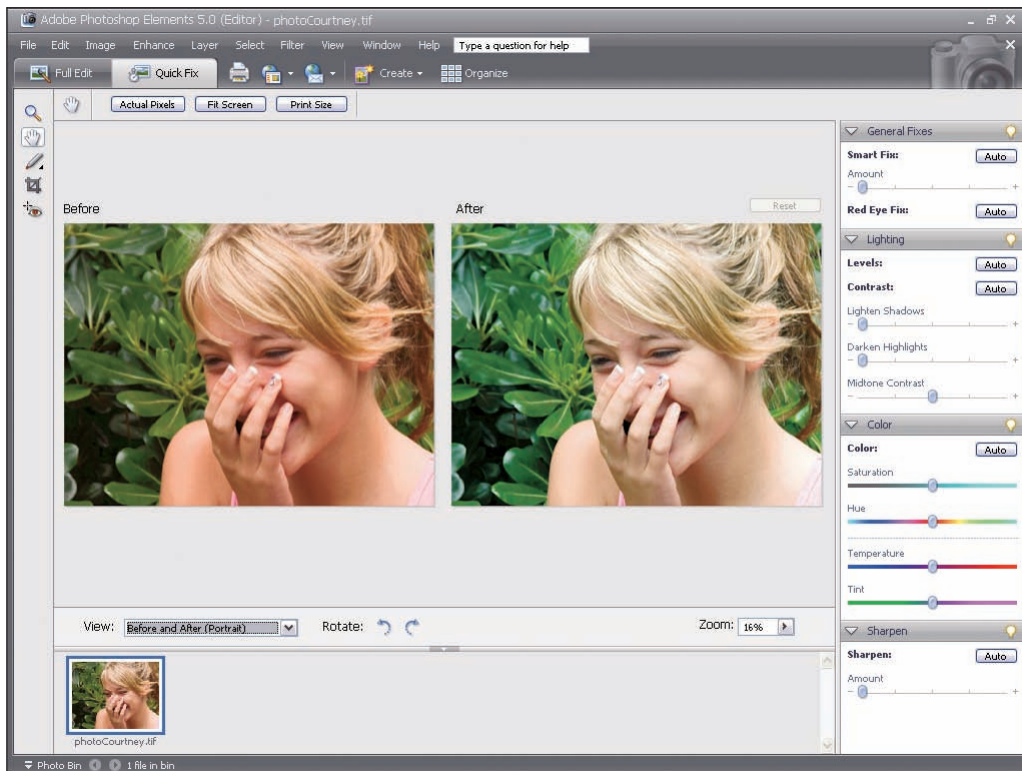 Adobe Photoshop Elements 5.0 (Editor) - photoCourtney.tif
File Edit Image Enhance Layer Select Filter View Window Help Type a question for help
Full Edit Quick Fix Create Organize
Actual Pixels Fit Screen Print Size
Before
After
Reset
General Fixes
Smart Fix: Auto
Amount
Red Eye Fix: Auto
Lighting
Levels: Auto
Contrast: Auto
Lighten Shadows
Darken Highlights
Midtone Contrast
Color
Color: Auto
Saturation
Hue
Temperature
Tint
Sharpen
Sharpen: Auto
Amount
View: Before and After (Portrait) Rotate: Zoom: 16%
photoCourtney.tif
Photo Bin 1 file in bin